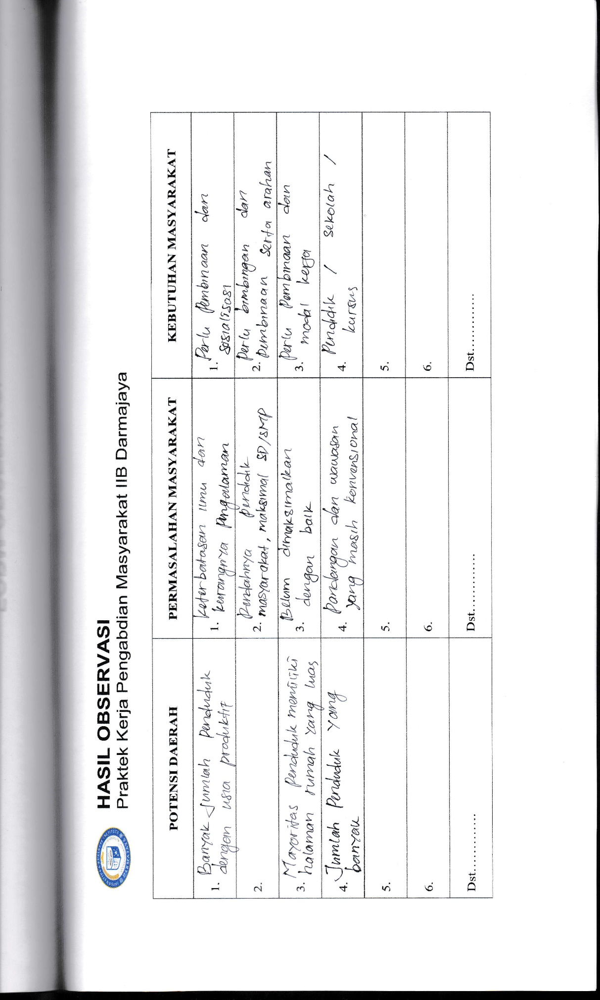 HASIL OBSERVASI
Praktek Kerja Pengabdian Masyarakat IIB Darmajaya
POTENSI DAERAH
PERMASALAHAN MASYARAKAT
KEBUTUHAN MASYARAKAT
1. Banyak Jumlah Penduduk
dengan usia produktif
1. Keterbatasan ilmu dan
kurangnya pengalaman
1. Perlu Pembinaan dan
sosialisasi
2.
2. Rendahnya pendidik
masyarakat, maksimal SD/SMP
2. Perlu bimbingan dan
Pembinaan serta arahan
3. Mayoritas Penduduk memiliki
halaman rumah yang luas
3. Belum dimaksimalkan
dengan baik
3. Perlu Pembinaan dan
modal kerja
4. Jumlah Penduduk yang
banyak
4. Pandangan dan wawasan
yang masih konvensional
4. Pendidik / sekolah /
kursus
5.
5.
5.
6.
6.
6.
Dst............
Dst............
Dst............